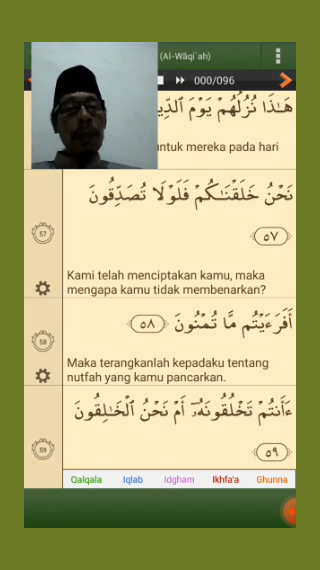 (Al-Wāqi`ah)
000/096
هَٰذَا نُزُلُهُمْ يَوْمَ ٱلدِّي
ntuk mereka pada hari
نَحْنُ خَلَقْنَـٰكُمْ فَلَوْلَا تُصَدِّقُونَ
57
٥٧
Kami telah menciptakan kamu, maka
mengapa kamu tidak membenarkan?
أَفَرَءَيْتُم مَّا تُمْنُونَ ٥٨
58
Maka terangkanlah kepadaku tentang
nutfah yang kamu pancarkan.
ءَأَنتُمْ تَخْلُقُونَهُۥٓ أَمْ نَحْنُ ٱلْخَـٰلِقُونَ
59
٥٩
Qalqala Iqlab Idgham Ikhfa'a Ghunna